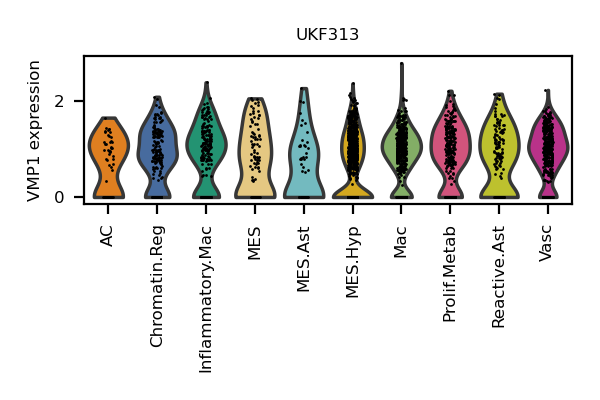 UKF313
VMP1 expression
2
0
AC
Chromatin.Reg
Inflammatory.Mac
MES
MES.Ast
MES.Hyp
Mac
Prolif.Metab
Reactive.Ast
Vasc